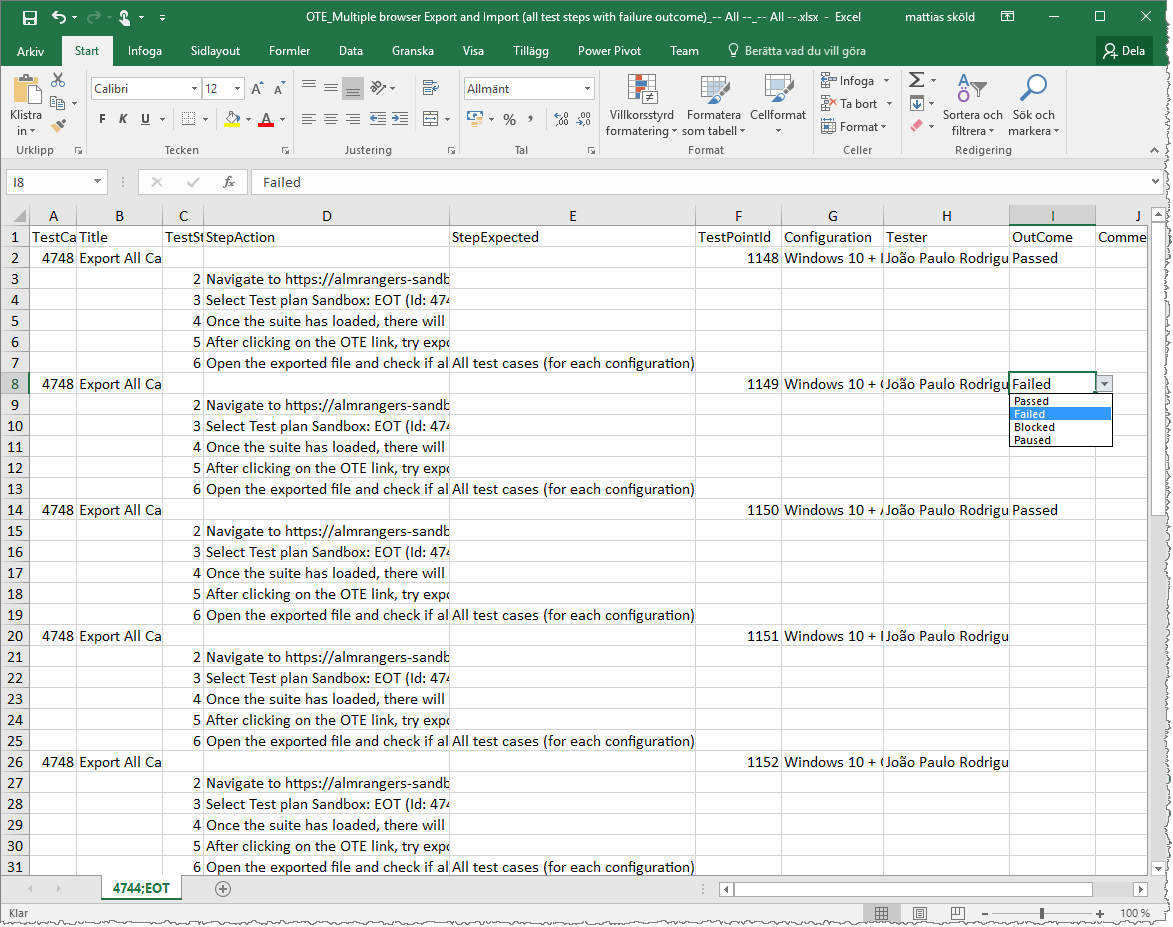 OTE_Multiple browser Export and Import (all test steps with failure outcome)_-- All --_-- All --.xlsx - Excel mattias sköld
Arkiv Start Infoga Sidlayout Formler Data Granska Visa Tillägg Power Pivot Team Berätta vad du vill göra Dela
Klistra in
Urklipp
Calibri 12
F K U
Tecken
Justering
Allmänt
Tal
Villkorsstyrd formatering
Formatera som tabell
Cellformat
Format
Infoga
Ta bort
Format
Celler
Sortera och filtrera
Sök och markera
Redigering
I8 fx Failed
A B C D E F G H I J
1 TestCa Title TestSt StepAction StepExpected TestPointId Configuration Tester OutCome Comme
2 4748 Export All Ca 1148 Windows 10 + João Paulo Rodrigu Passed
3 2 Navigate to https://almrangers-sandb
4 3 Select Test plan Sandbox: EOT (Id: 474
5 4 Once the suite has loaded, there will
6 5 After clicking on the OTE link, try expo
7 6 Open the exported file and check if al All test cases (for each configuration)
8 4748 Export All Ca 1149 Windows 10 + João Paulo Rodrigu Failed
Passed
Failed
Blocked
Paused
9 2 Navigate to https://almrangers-sandb
10 3 Select Test plan Sandbox: EOT (Id: 474
11 4 Once the suite has loaded, there will
12 5 After clicking on the OTE link, try expo
13 6 Open the exported file and check if al All test cases (for each configuration)
14 4748 Export All Ca 1150 Windows 10 + João Paulo Rodrigu Passed
15 2 Navigate to https://almrangers-sandb
16 3 Select Test plan Sandbox: EOT (Id: 474
17 4 Once the suite has loaded, there will
18 5 After clicking on the OTE link, try expo
19 6 Open the exported file and check if al All test cases (for each configuration)
20 4748 Export All Ca 1151 Windows 10 + João Paulo Rodrigu
21 2 Navigate to https://almrangers-sandb
22 3 Select Test plan Sandbox: EOT (Id: 474
23 4 Once the suite has loaded, there will
24 5 After clicking on the OTE link, try expo
25 6 Open the exported file and check if al All test cases (for each configuration)
26 4748 Export All Ca 1152 Windows 10 + João Paulo Rodrigu
27 2 Navigate to https://almrangers-sandb
28 3 Select Test plan Sandbox: EOT (Id: 474
29 4 Once the suite has loaded, there will
30 5 After clicking on the OTE link, try expo
31 6 Open the exported file and check if al All test cases (for each configuration)
4744;EOT
Klar 100 %